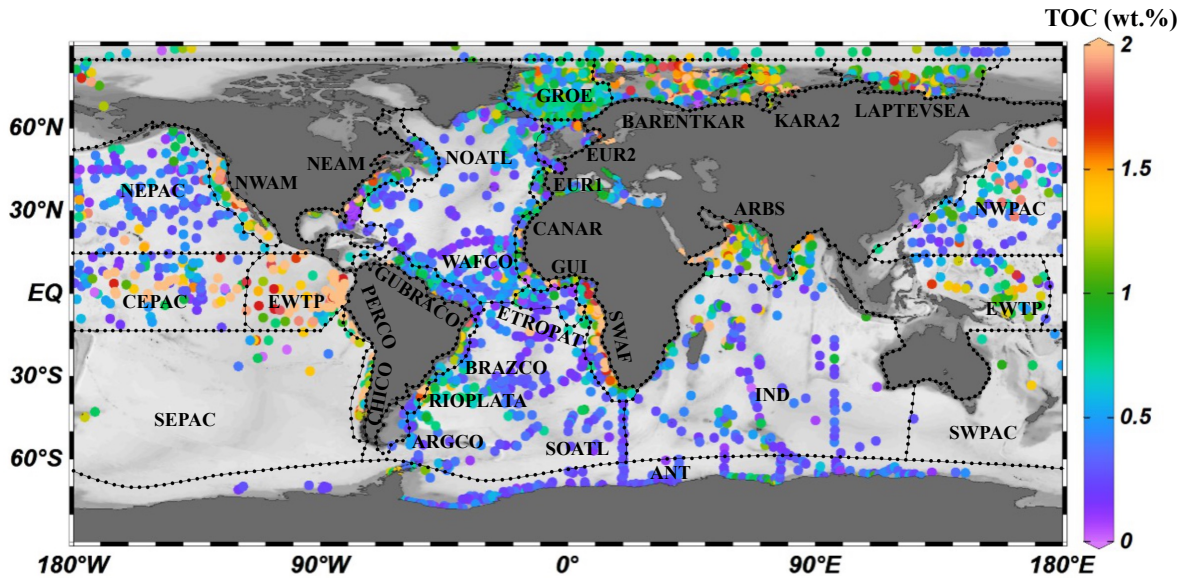 TOC (wt.%)
2
GROE
BARENTKAR
KARA2
LAPTEVSEA
60°N
NEAM
NOATL
EUR2
1.5
NEPAC
NWAM
EUR1
30°N
CANAR
ARBS
NWPAC
WAFCO
GUI
1
EQ
CEPAC
EWTP
PERCO
GUBRACO
ETROPAT
SWAF
EWTP
30°S
CHICO
BRAZCO
RIOPLATA
IND
0.5
SEPAC
ARGCO
SOATL
SWPAC
60°S
ANT
0
180°W
90°W
0°
90°E
180°E